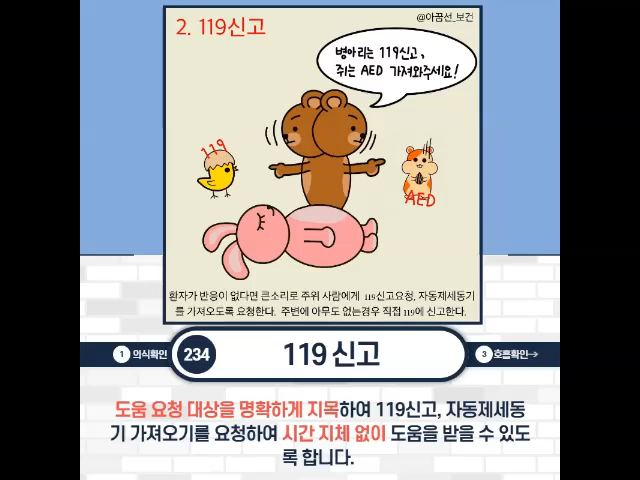 2. 119신고
@아꿈선_보건
병아리는 119신고,
쥐는 AED 가져와주세요!
119
AED
환자가 반응이 없다면 큰소리로 주위 사람에게 119신고요청, 자동제세동기
를 가져오도록 요청한다. 주변에 아무도 없는경우 직접 119에 신고한다.
1 의식확인
234
119 신고
3 호흡확인→
도움 요청 대상을 명확하게 지목하여 119신고, 자동제세동
기 가져오기를 요청하여 시간 지체 없이 도움을 받을 수 있도
록 합니다.